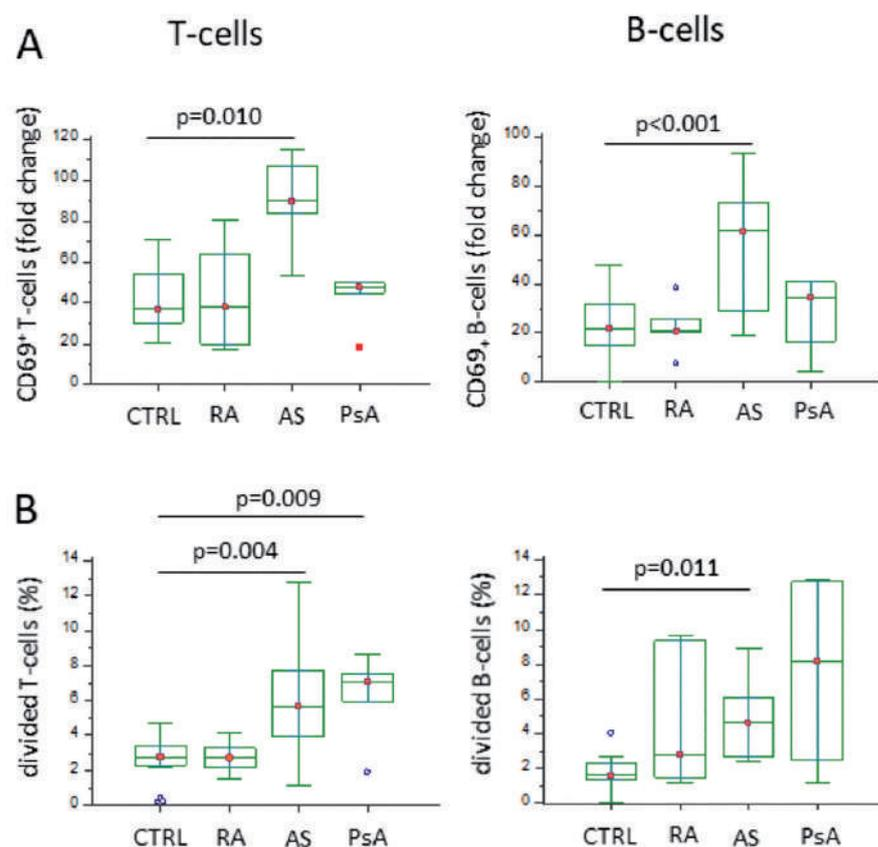 A
T-cells
B-cells
CD69⁺ T-cells (fold change)
p=0.010
120
100
80
60
40
20
0
CTRL RA AS PsA
CD69₊ B-cells (fold change)
p<0.001
100
80
60
40
20
0
CTRL RA AS PsA
B
divided T-cells (%)
p=0.009
p=0.004
14
12
10
8
6
4
2
0
CTRL RA AS PsA
divided B-cells (%)
p=0.011
14
12
10
8
6
4
2
0
CTRL RA AS PsA